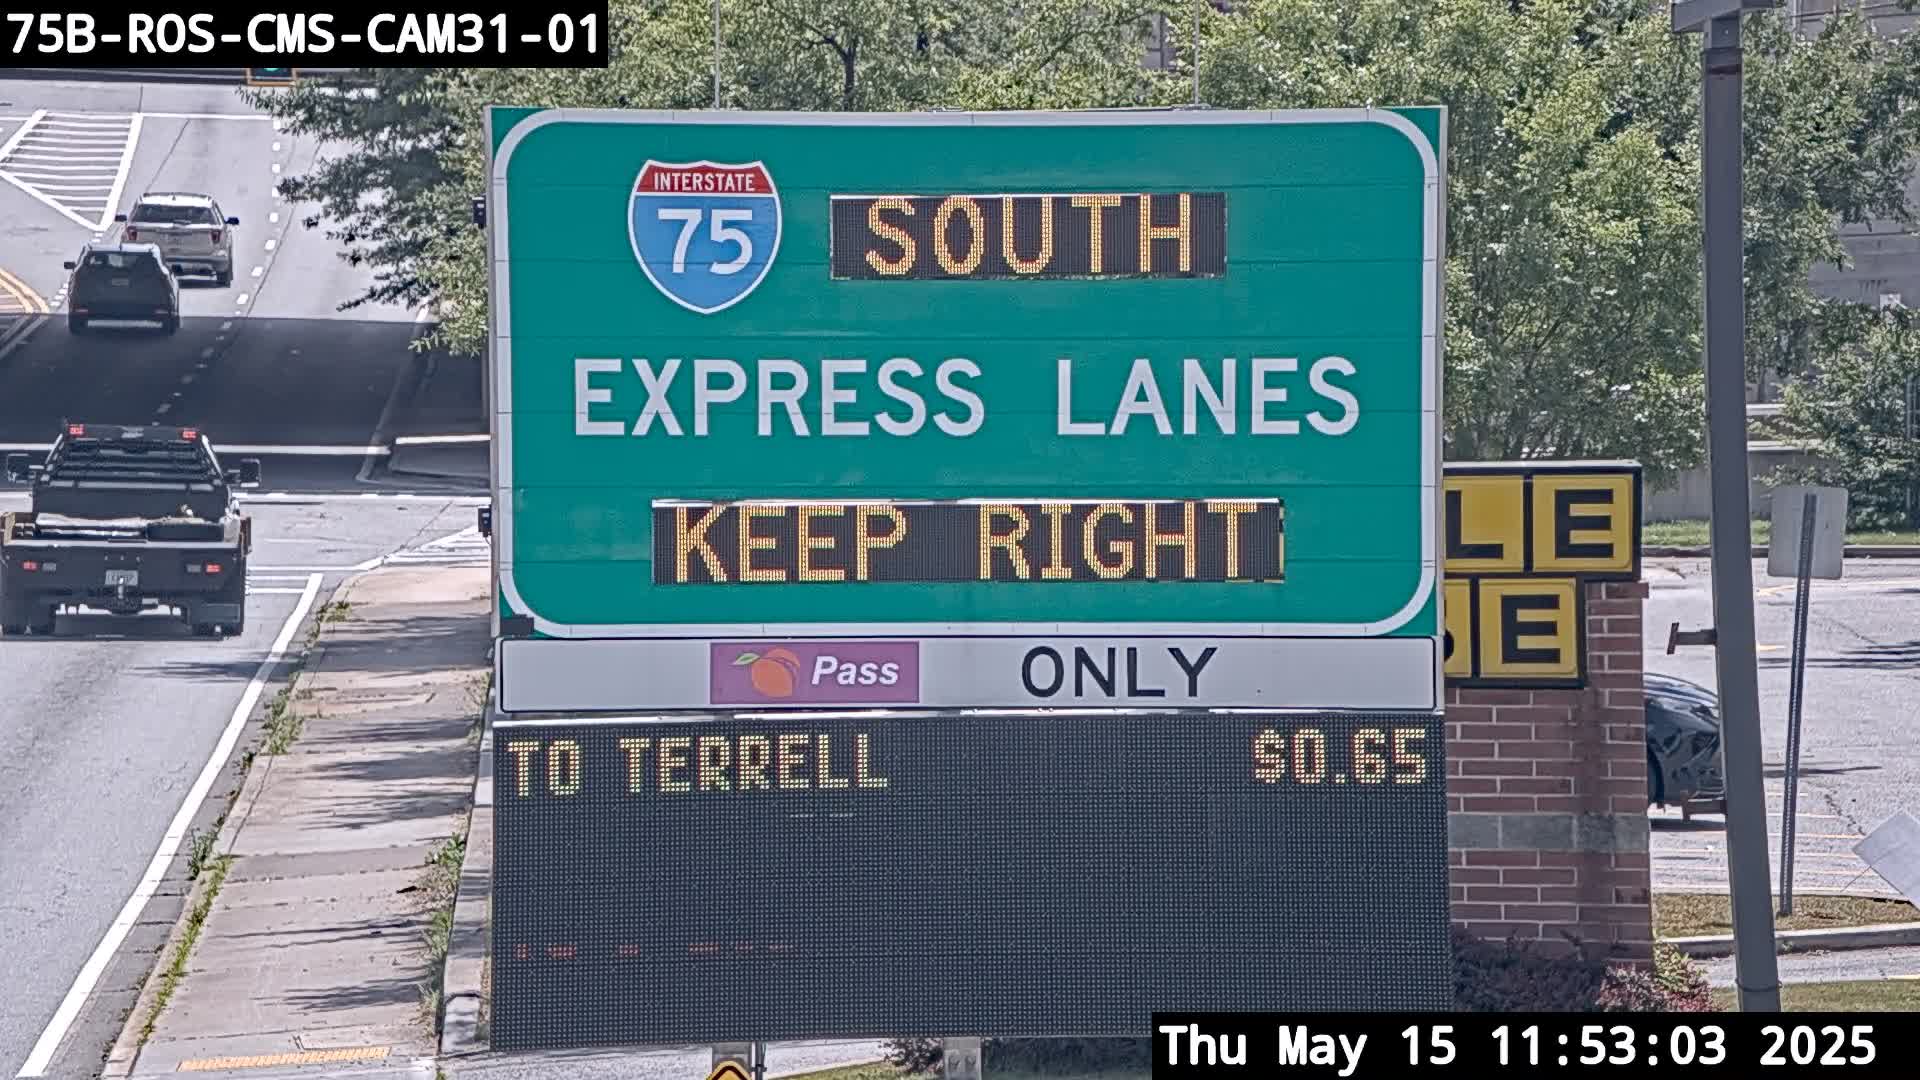 75B-ROS-CMS-CAM31-01
INTERSTATE
75
SOUTH
EXPRESS LANES
KEEP RIGHT
Pass ONLY
TO TERRELL $0.65
LE
E
Thu May 15 11:53:03 2025